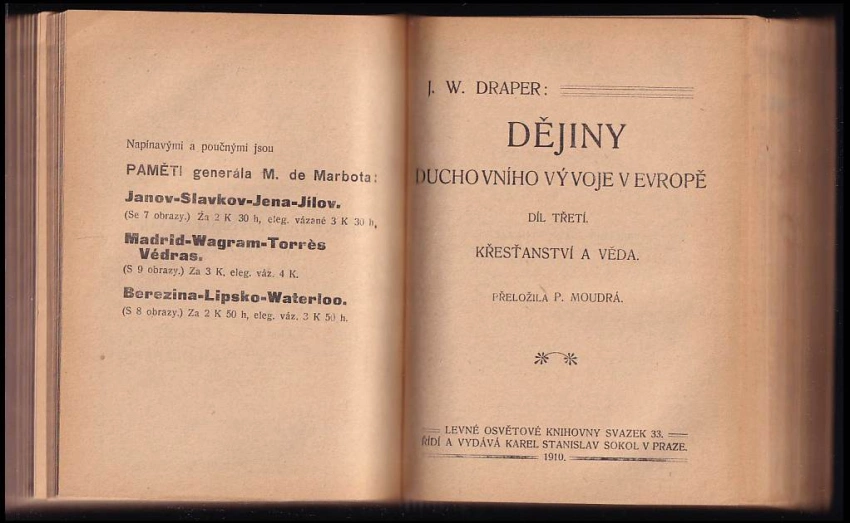 Napínavými a poučnými jsou
PAMĚTI generála M. de Marbota:
Janov-Slavkov-Jena-Jílov.
(Se 7 obrazy.) Za 2 K 30 h, eleg. vázané 3 K 30 h,
Madrid-Wagram-Torrès
Védras.
(S 9 obrazy.) Za 3 K, eleg. váz. 4 K.
Berezina-Lipsko-Waterloo.
(S 8 obrazy.) Za 2 K 50 h, eleg. váz. 3 K 50 h.
J. W. DRAPER:
DĚJINY
DUCHOVNÍHO VÝVOJE V EVROPĚ
DÍL TŘETÍ.
KŘESŤANSTVÍ A VĚDA.
PŘELOŽILA P. MOUDRÁ.
LEVNÉ OSVĚTOVÉ KNIHOVNY SVAZEK 33.
ŘÍDÍ A VYDÁVÁ KAREL STANISLAV SOKOL V PRAZE.
1910.